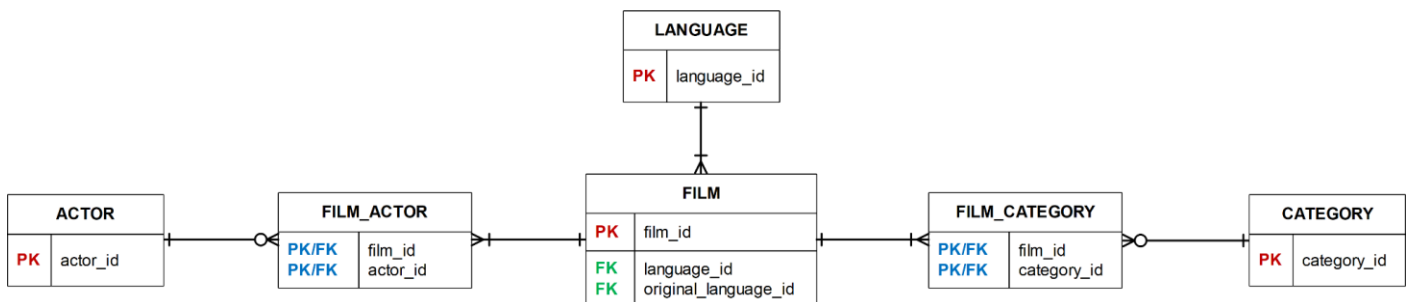 LANGUAGE
PK language_id
ACTOR
PK actor_id
FILM_ACTOR
PK/FK film_id
PK/FK actor_id
FILM
PK film_id
FK language_id
FK original_language_id
FILM_CATEGORY
PK/FK film_id
PK/FK category_id
CATEGORY
PK category_id